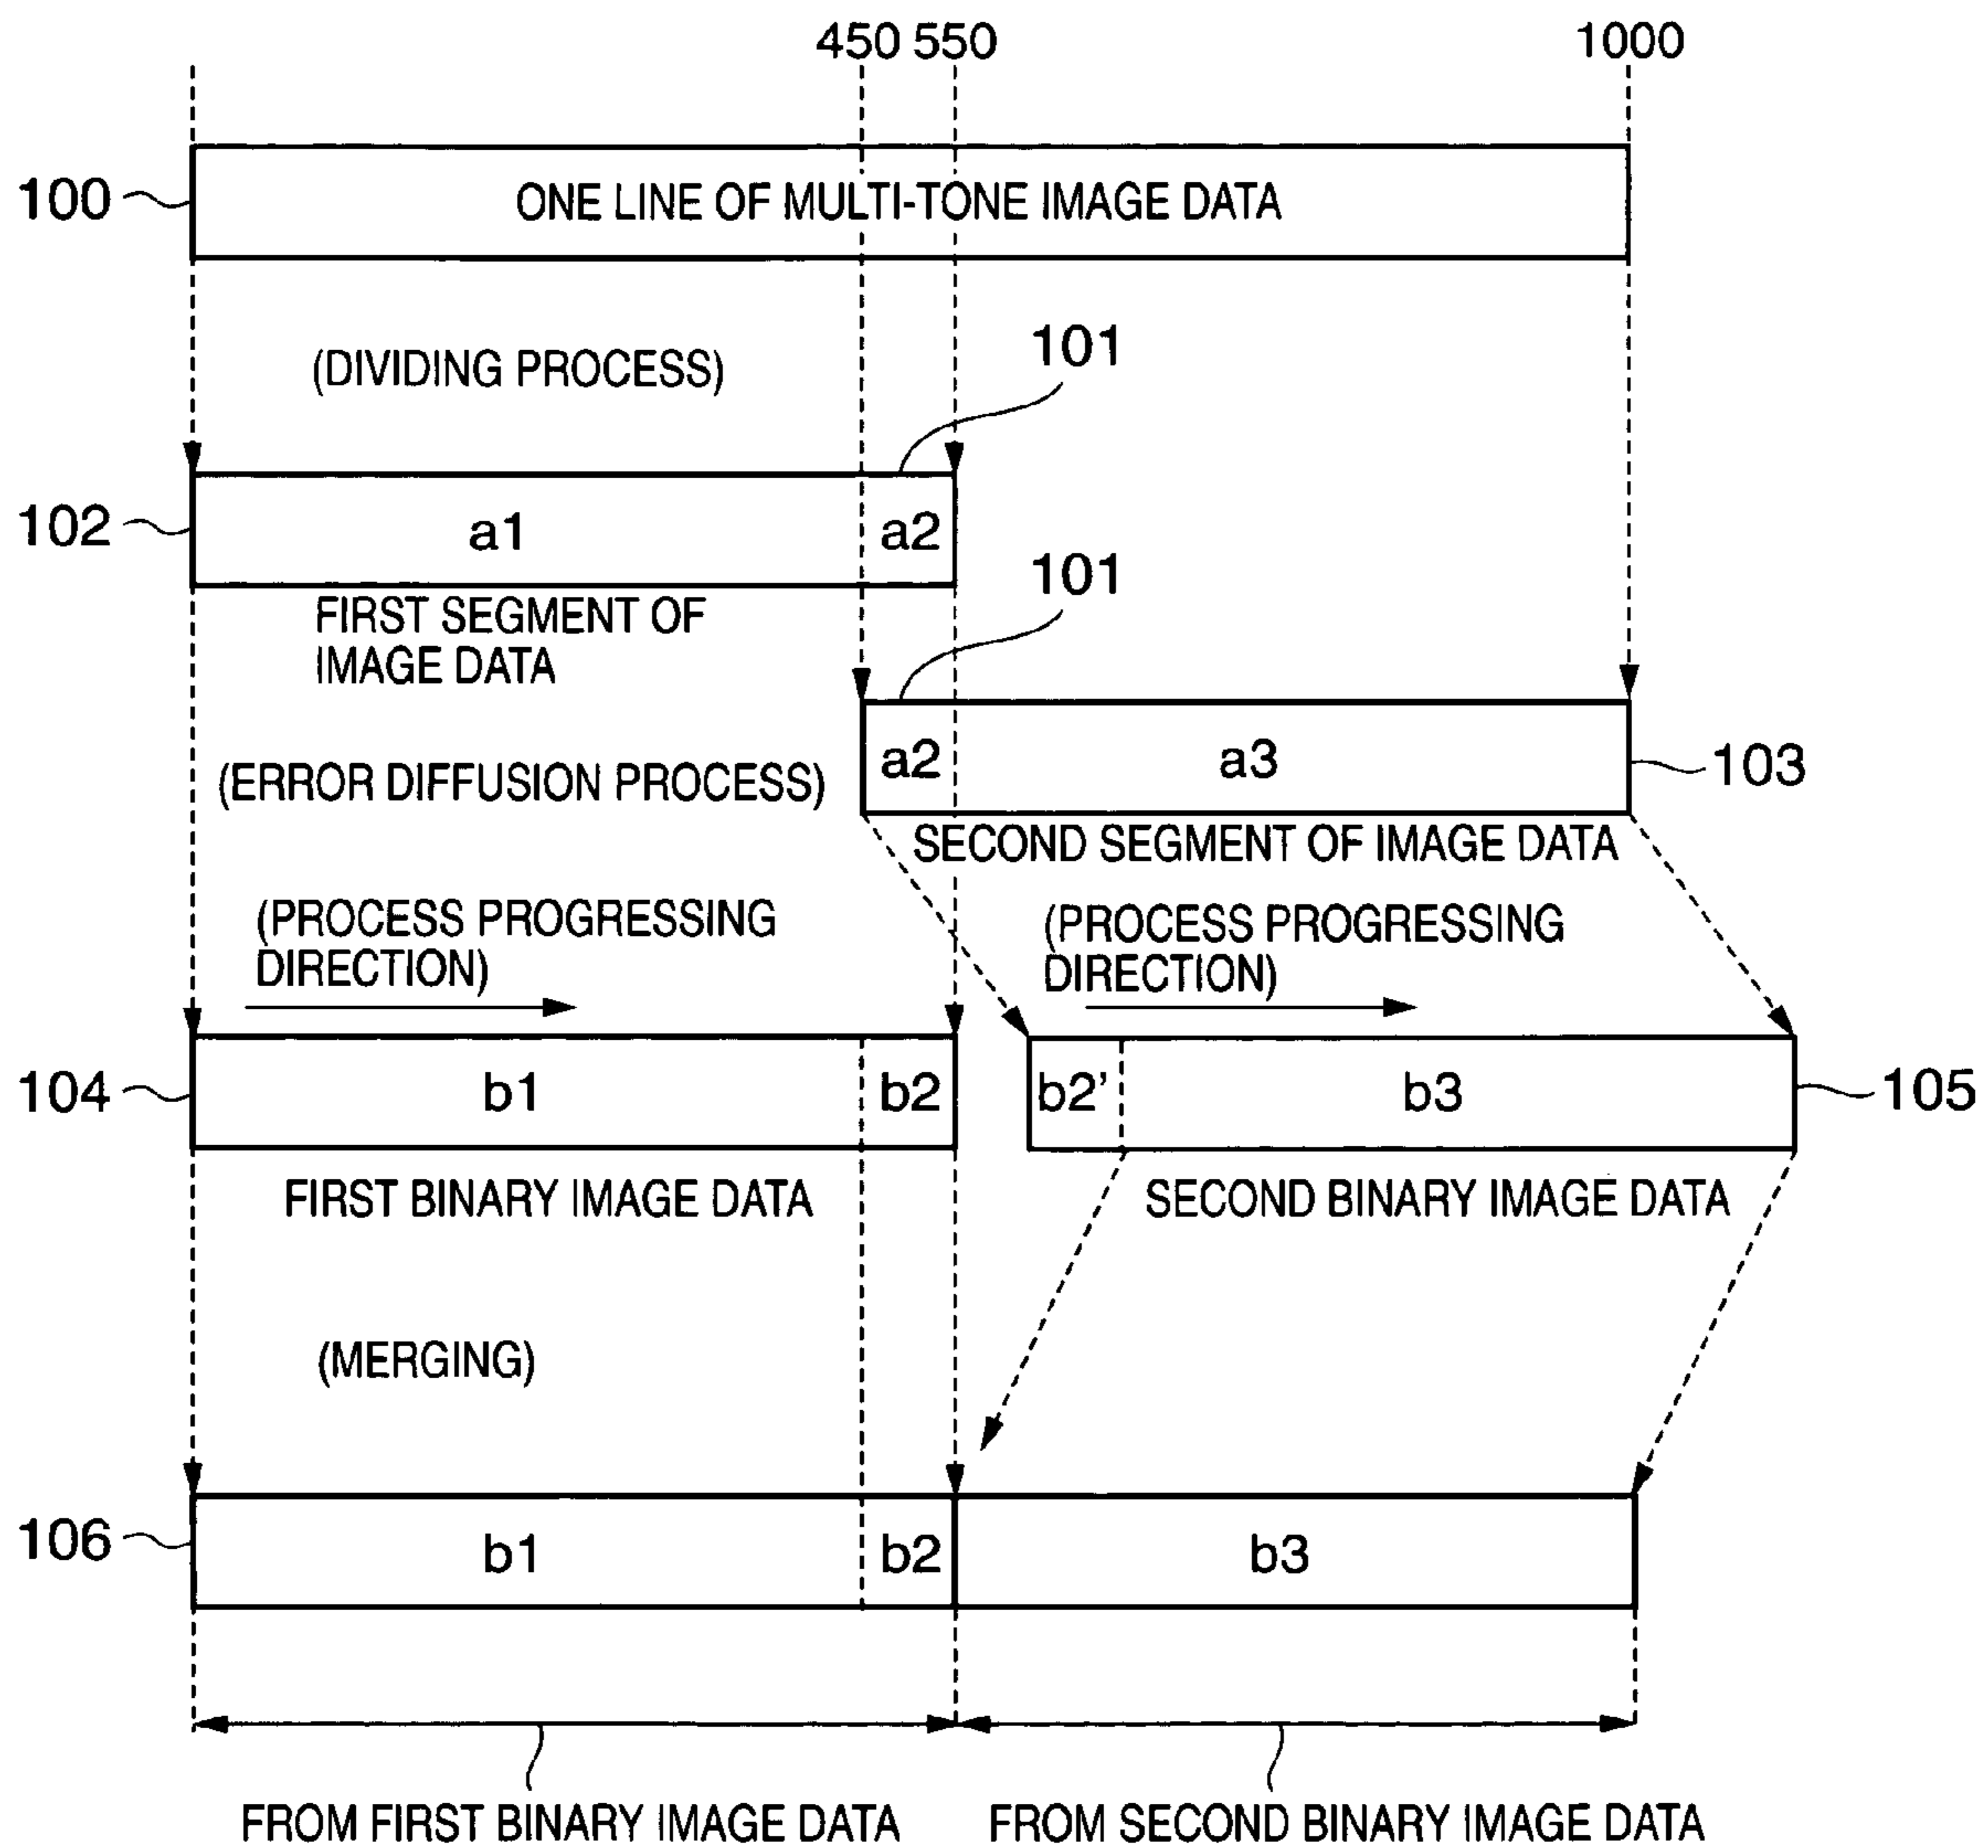 450 550 1000
100 ONE LINE OF MULTI-TONE IMAGE DATA
(DIVIDING PROCESS)
101
102 a1 a2
FIRST SEGMENT OF
IMAGE DATA
101
(ERROR DIFFUSION PROCESS)
a2 a3 103
SECOND SEGMENT OF IMAGE DATA
(PROCESS PROGRESSING
DIRECTION)
(PROCESS PROGRESSING
DIRECTION)
104 b1 b2 b2' b3 105
FIRST BINARY IMAGE DATA SECOND BINARY IMAGE DATA
(MERGING)
106 b1 b2 b3
FROM FIRST BINARY IMAGE DATA FROM SECOND BINARY IMAGE DATA